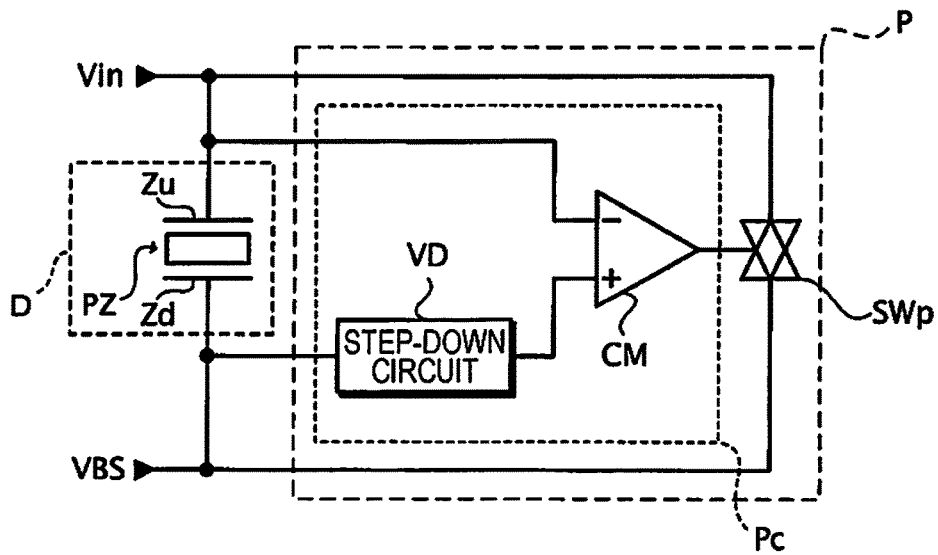 P
Vin
Zu
VD
D
PZ
Zd
−
+
STEP-DOWN
CIRCUIT
CM
SWp
VBS
Pc